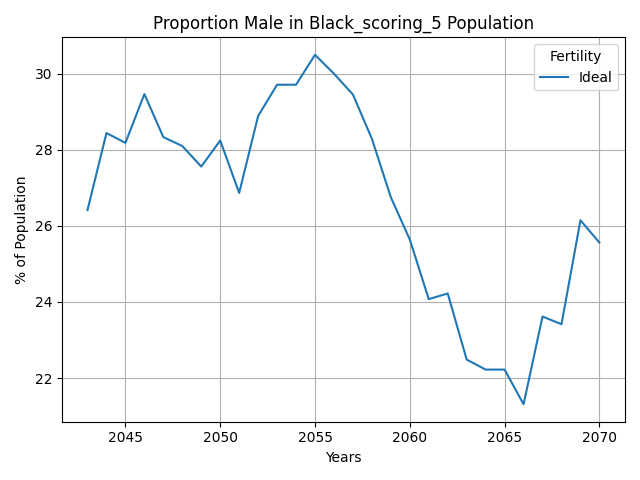 Proportion Male in Black_scoring_5 Population
Fertility
Ideal
% of Population
30
28
26
24
22
2045 2050 2055 2060 2065 2070
Years